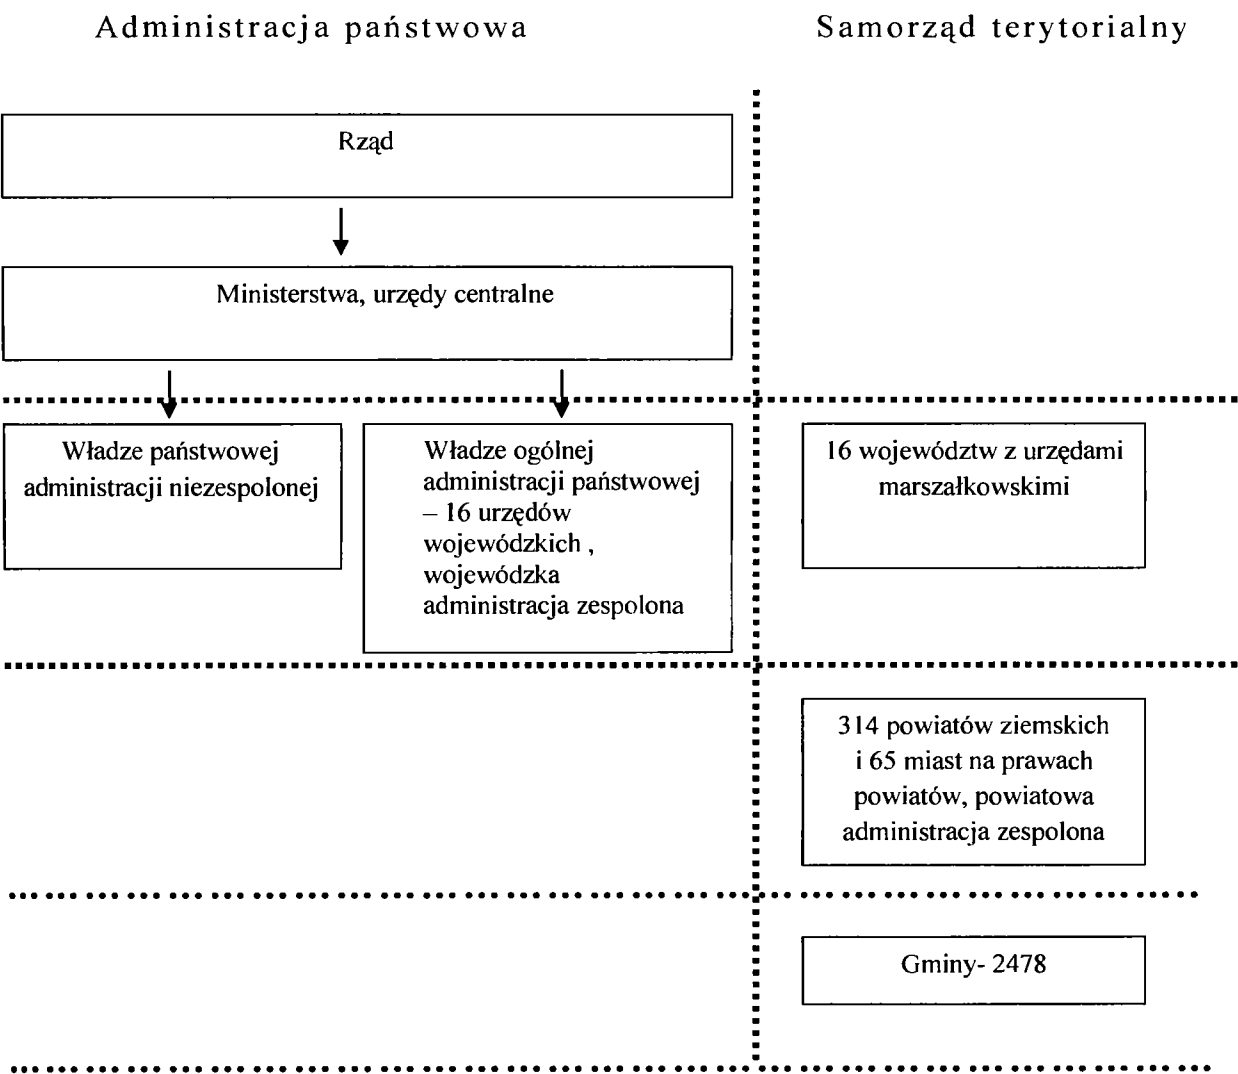 Administracja państwowa
Samorząd terytorialny
Rząd
Ministerstwa, urzędy centralne
Władze państwowej
administracji niezespolonej
Władze ogólnej
administracji państwowej
– 16 urzędów
wojewódzkich ,
wojewódzka
administracja zespolona
16 województw z urzędami
marszałkowskimi
314 powiatów ziemskich
i 65 miast na prawach
powiatów, powiatowa
administracja zespolona
Gminy- 2478